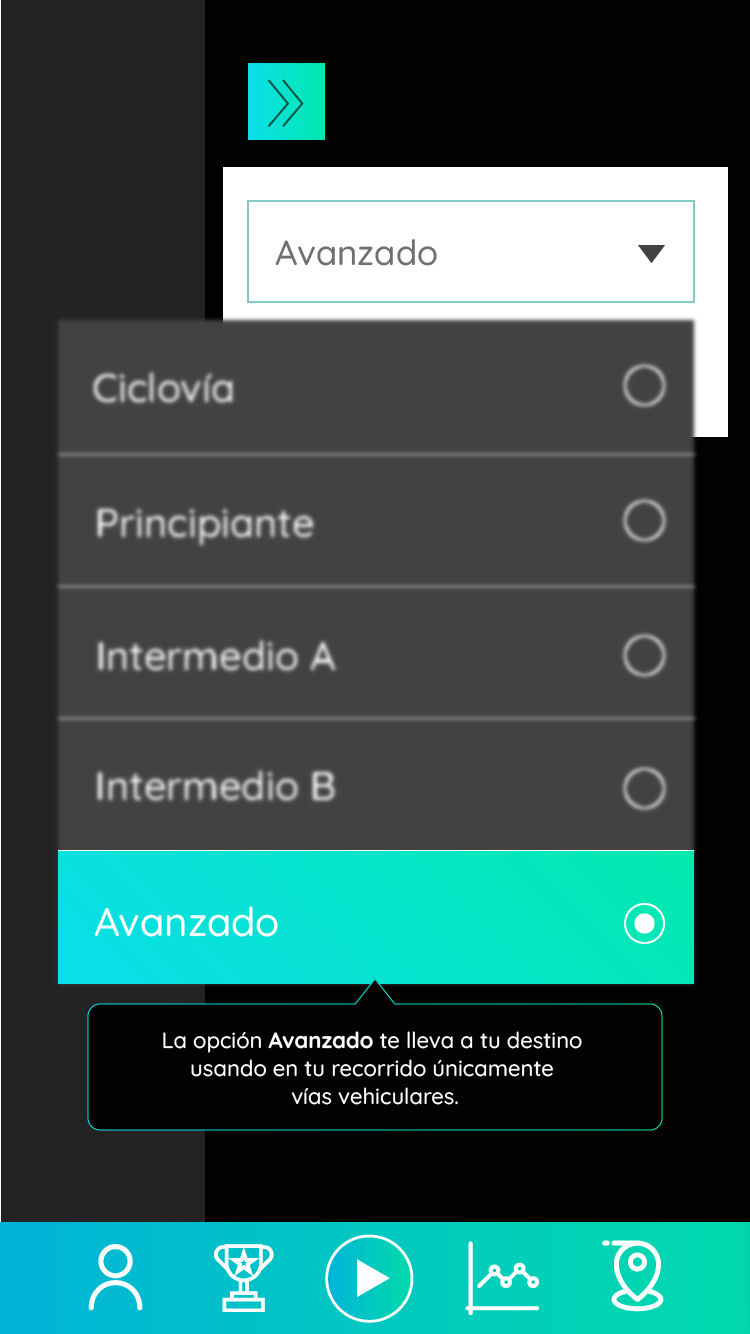 Avanzado
Ciclovía
Principiante
Intermedio A
Intermedio B
Avanzado
La opción Avanzado te lleva a tu destino
usando en tu recorrido únicamente
vías vehiculares.